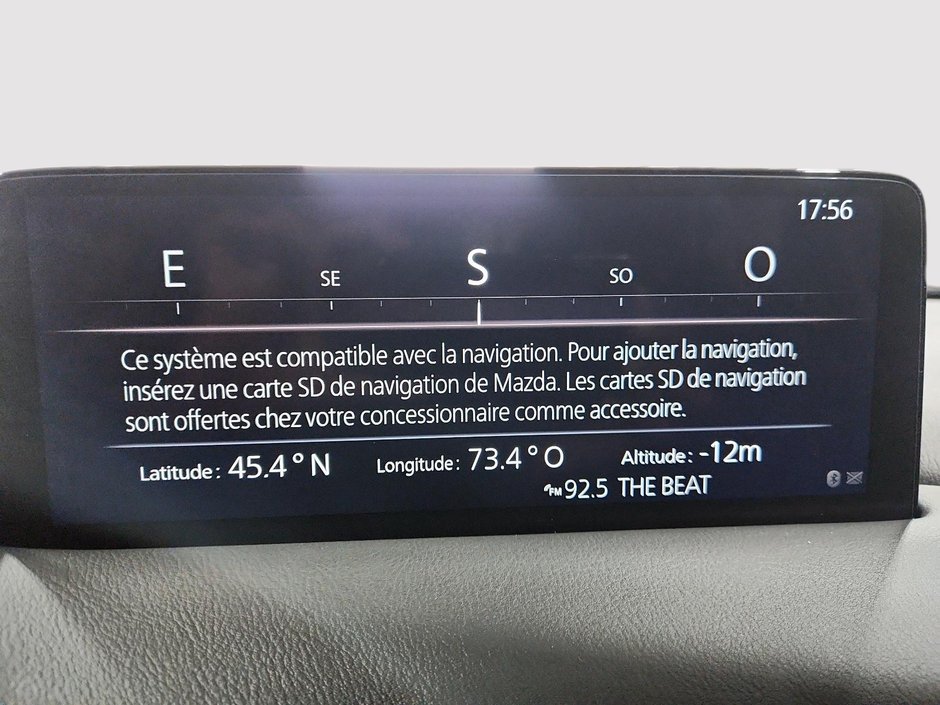 17:56
E SE S SO O
Ce système est compatible avec la navigation. Pour ajouter la navigation,
insérez une carte SD de navigation de Mazda. Les cartes SD de navigation
sont offertes chez votre concessionnaire comme accessoire.
Latitude: 45.4° N Longitude: 73.4° O Altitude: -12m
FM 92.5 THE BEAT